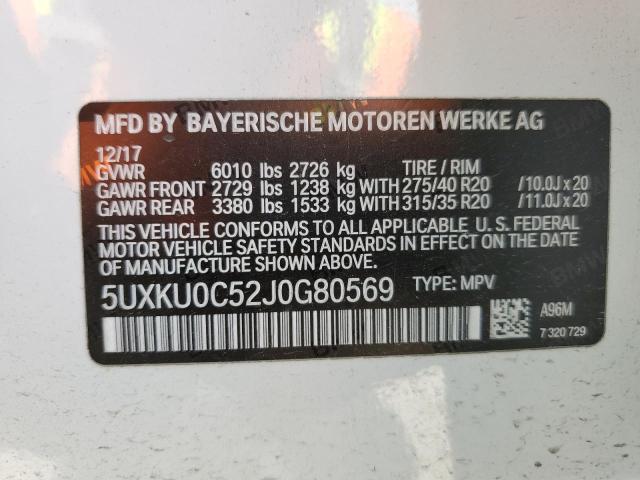 MFD BY BAYERISCHE MOTOREN WERKE AG
12/17
GVWR 6010 lbs 2726 kg TIRE / RIM
GAWR FRONT 2729 lbs 1238 kg WITH 275/40 R20 /10.0J x 20
GAWR REAR 3380 lbs 1533 kg WITH 315/35 R20 /11.0J x 20
THIS VEHICLE CONFORMS TO ALL APPLICABLE U. S. FEDERAL
MOTOR VEHICLE SAFETY STANDARDS IN EFFECT ON THE DATE
OF MANUFACTURE SHOWN ABOVE.
5UXKU0C52J0G80569 TYPE: MPV
A96M
7 320 729